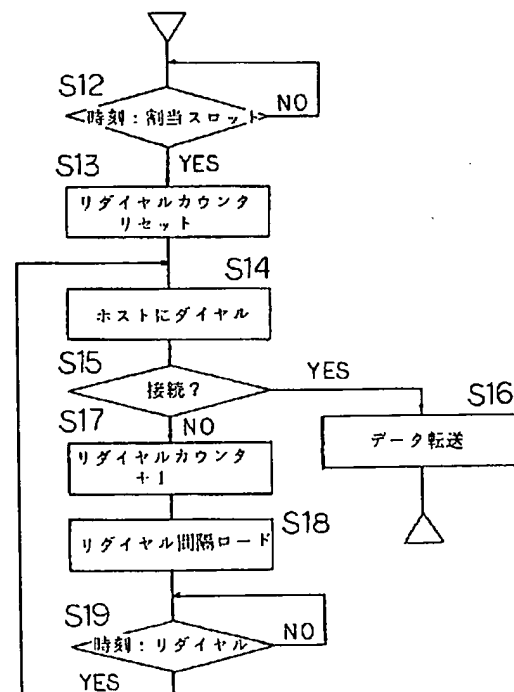 S12
時刻：割当スロット
NO
YES
S13
リダイヤルカウンタ
リセット
S14
ホストにダイヤル
S15
接続？
YES
S16
データ転送
S17
NO
リダイヤルカウンタ
+1
リダイヤル間隔ロード
S18
S19
時刻：リダイヤル
NO
YES